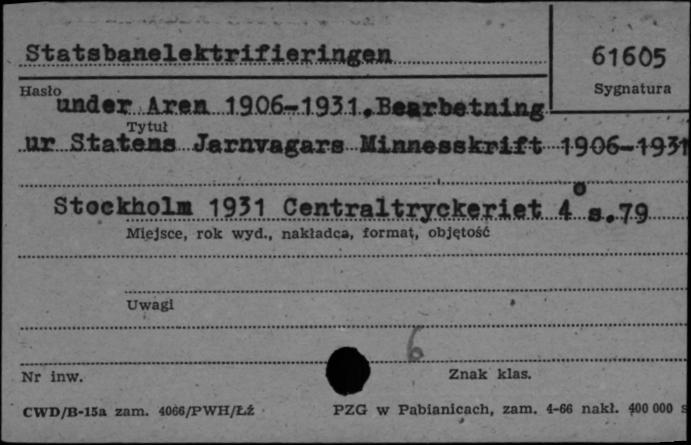 Statsbanelektrifieringen
61605
Hasło
Sygnatura
under Aren 1906-1931.Bearbetning
Tytuł
ur Statens Jarnvagars Minnesskrift 1906-1931
Stockholm 1931 Centraltryckeriet 4° s.79
Miejsce, rok wyd., nakładca, format, objętość
Uwagi
6
Nr inw.
Znak klas.
CWD/B-15a zam. 4066/PWH/Łź
PZG w Pabianicach, zam. 4-66 nakł. 400 000 s